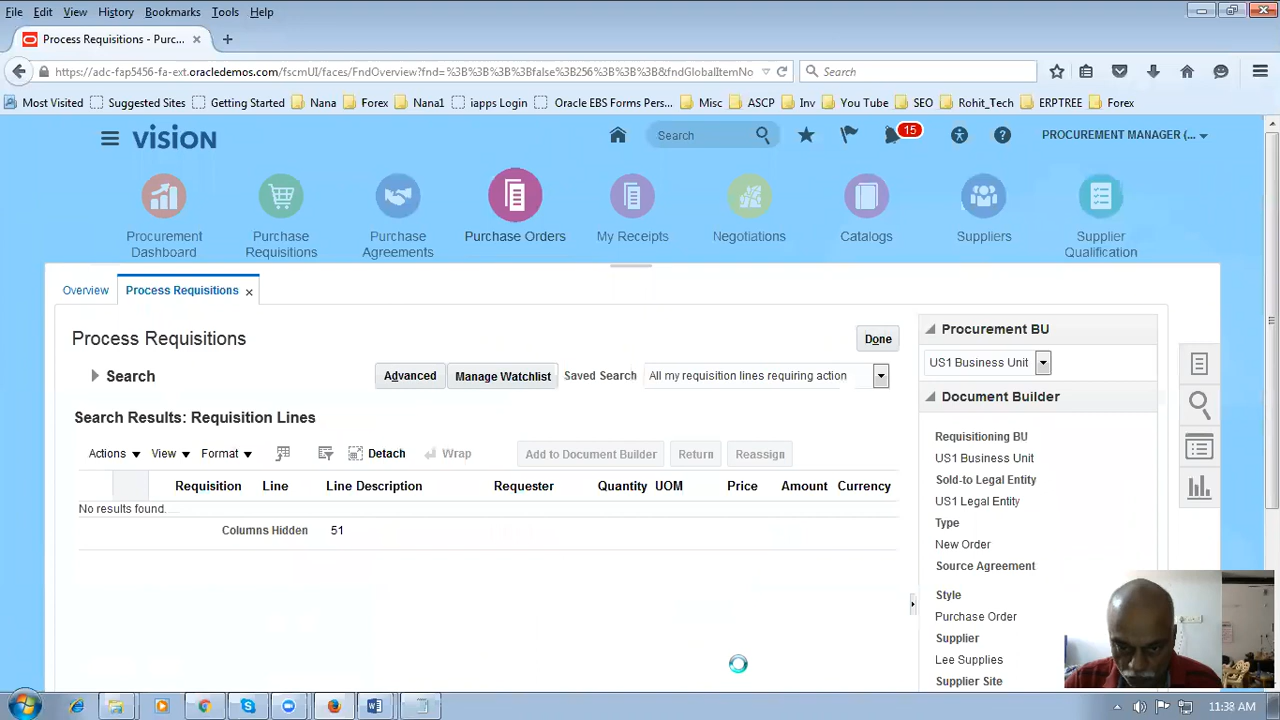 File Edit View History Bookmarks Tools Help
Process Requisitions - Purc...
https://adc-fap5456-fa-ext.oracledemos.com/fscmUI/faces/FndOverview?fnd=%3B%3B%3B%3Bfalse%3B256%3B%3B%3B&fndGlobalItemNo Search
Most Visited Suggested Sites Getting Started Nana Forex Nana1 iapps Login Oracle EBS Forms Pers... Misc ASCP Inv You Tube SEO Rohit_Tech ERPTREE Forex
VISION Search 15 PROCUREMENT MANAGER (...
Procurement Dashboard
Purchase Requisitions
Purchase Agreements
Purchase Orders
My Receipts
Negotiations
Catalogs
Suppliers
Supplier Qualification
Overview Process Requisitions
Process Requisitions Done
Search Advanced Manage Watchlist Saved Search All my requisition lines requiring action
Search Results: Requisition Lines
Actions View Format Detach Wrap Add to Document Builder Return Reassign
Requisition Line Line Description Requester Quantity UOM Price Amount Currency
No results found.
Columns Hidden 51
Procurement BU
US1 Business Unit
Document Builder
Requisitioning BU
US1 Business Unit
Sold-to Legal Entity
US1 Legal Entity
Type
New Order
Source Agreement
Style
Purchase Order
Supplier
Lee Supplies
Supplier Site
11:38 AM